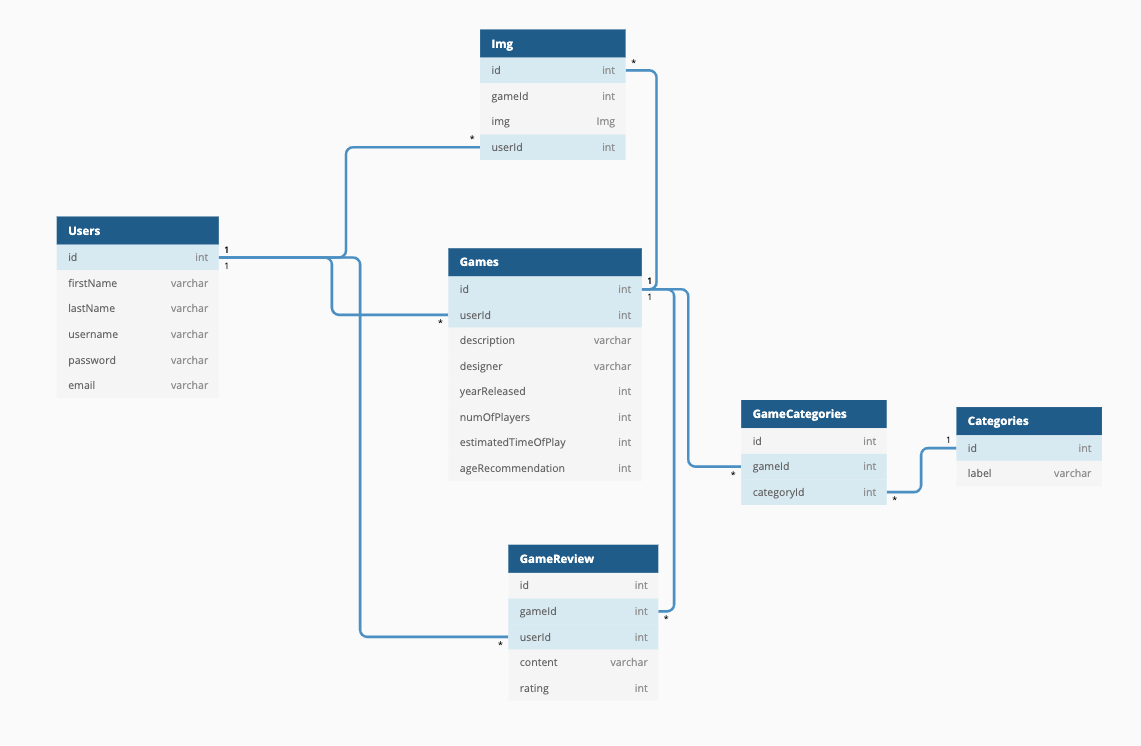 Img
id int
gameId int
img Img
userId int
*
*
Users
id int
firstName varchar
lastName varchar
username varchar
password varchar
email varchar
1
1
Games
id int
userId int
description varchar
designer varchar
yearReleased int
numOfPlayers int
estimatedTimeOfPlay int
ageRecommendation int
*
1
1
GameCategories
id int
gameId int
categoryId int
*
*
Categories
id int
label varchar
1
GameReview
id int
gameId int
userId int
content varchar
rating int
*
*